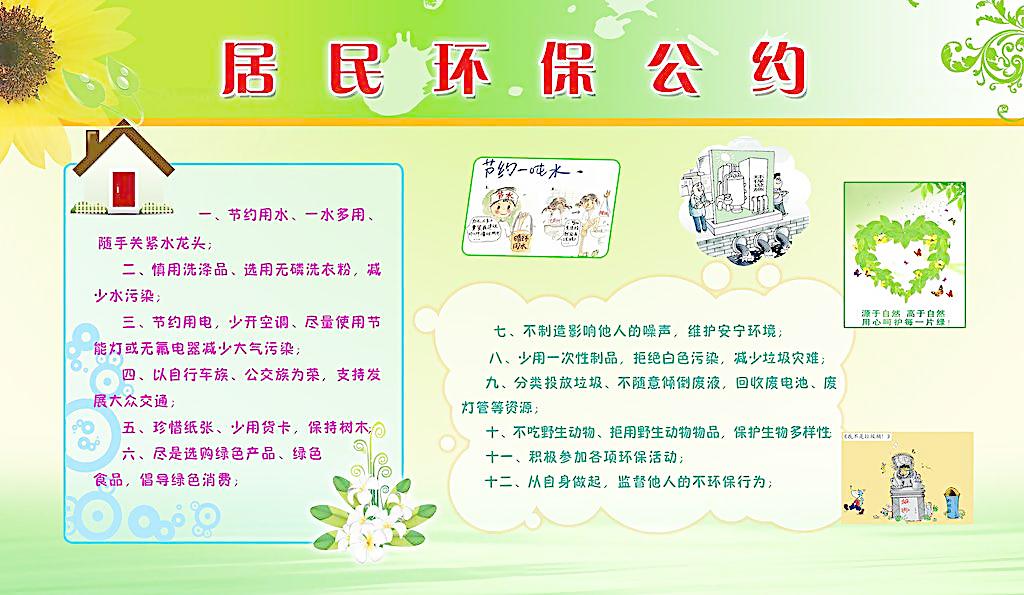 居民环保公约
一、节约用水、一水多用、
随手关紧水龙头；
二、慎用洗涤品、选用无磷洗衣粉，减
少水污染；
三、节约用电，少开空调、尽量使用节
能灯或无氟电器减少大气污染；
四、以自行车族、公交族为荣，支持发
展大众交通；
五、珍惜纸张、少用贷卡，保持树木；
六、尽是选购绿色产品、绿色
食品，倡导绿色消费；
节约一吨水
节水
七、不制造影响他人的噪声，维护安宁环境；
八、少用一次性制品，拒绝白色污染，减少垃圾灾难；
九、分类投放垃圾、不随意倾倒废液，回收废电池、废
灯管等资源；
十、不吃野生动物、拒用野生动物物品，保护生物多样性
十一、积极参加各项环保活动；
十二、从自身做起，监督他人的不环保行为；
源于自然 高于自然
用心呵护每一片绿！